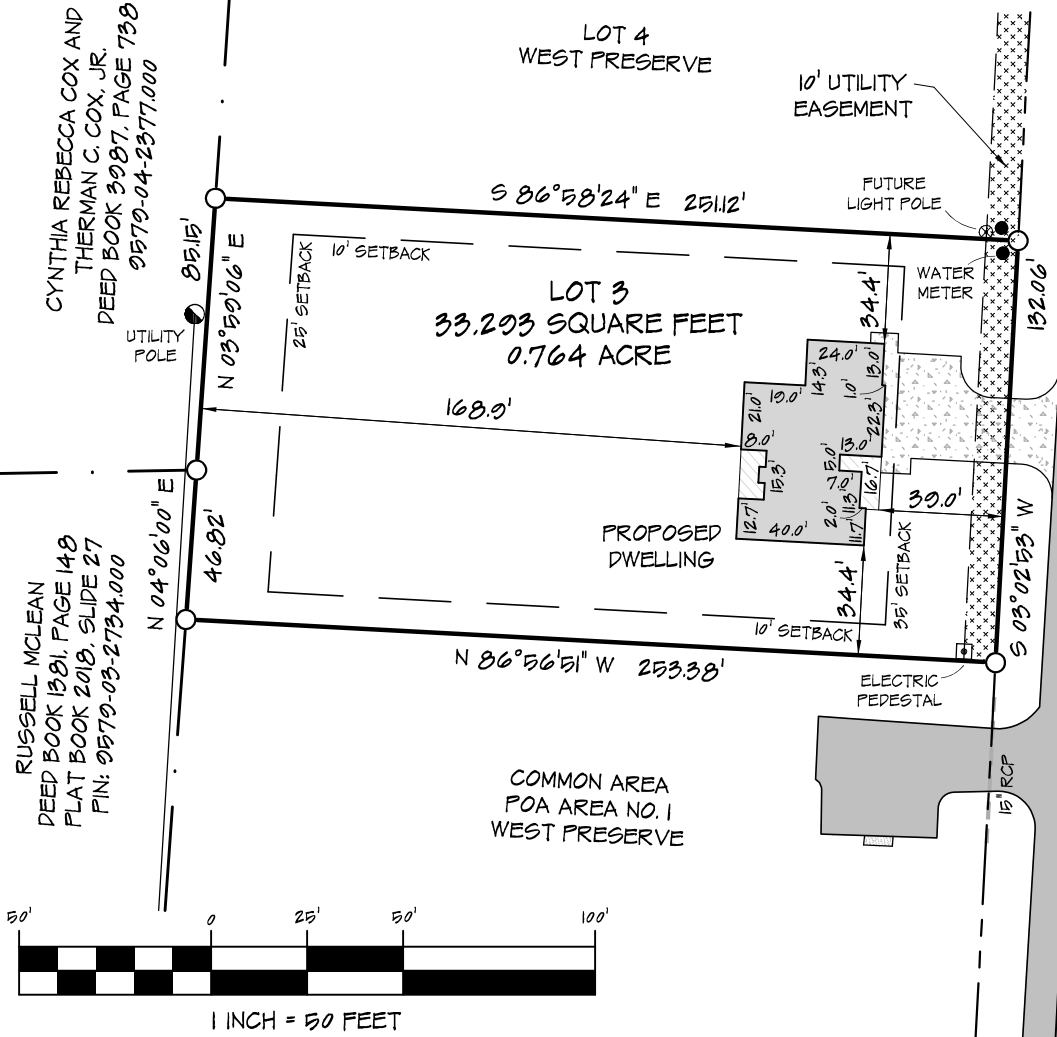 LOT 4
WEST PRESERVE
10' UTILITY
EASEMENT
CYNTHIA REBECCA COX AND
THERMAN C. COX, JR.
DEED BOOK 3987, PAGE 738
9579-04-2377.000
FUTURE
LIGHT POLE
S 86°58'24" E 251.12'
85.15'
N 03°59'06" E
10' SETBACK
25' SETBACK
WATER
METER
132.06'
UTILITY
POLE
LOT 3
33,293 SQUARE FEET
0.764 ACRE
34.4'
24.0'
13.0'
14.3'
1.0'
19.0'
21.0'
22.3'
168.9'
8.0'
13.0'
5.0'
15.3'
7.0'
16.7'
39.0'
12.7'
40.0'
2.0'
11.3'
11.7'
PROPOSED
DWELLING
N 04°06'00" E
46.82'
34.4'
35' SETBACK
S 03°02'53" W
10' SETBACK
N 86°56'51" W 253.38'
ELECTRIC
PEDESTAL
RUSSELL MCLEAN
DEED BOOK 1381, PAGE 148
PLAT BOOK 2018, SLIDE 27
PIN: 9579-03-2734.000
COMMON AREA
POA AREA NO. 1
WEST PRESERVE
15" RCP
50' 0 25' 50' 100'
1 INCH = 50 FEET